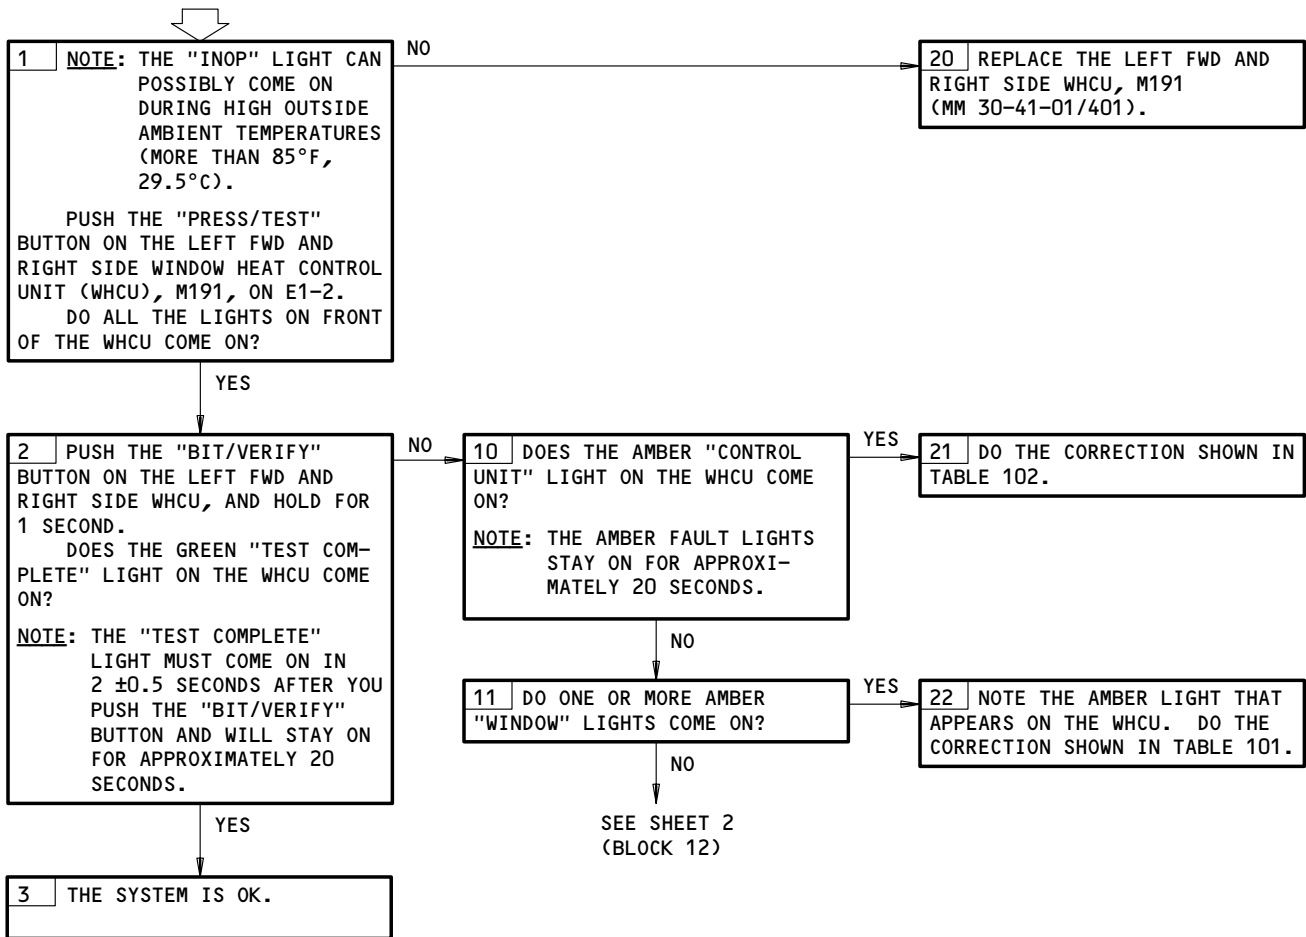 1 NOTE: THE "INOP" LIGHT CAN
POSSIBLY COME ON
DURING HIGH OUTSIDE
AMBIENT TEMPERATURES
(MORE THAN 85°F,
29.5°C).
PUSH THE "PRESS/TEST"
BUTTON ON THE LEFT FWD AND
RIGHT SIDE WINDOW HEAT CONTROL
UNIT (WHCU), M191, ON E1-2.
DO ALL THE LIGHTS ON FRONT
OF THE WHCU COME ON?
NO
20 REPLACE THE LEFT FWD AND
RIGHT SIDE WHCU, M191
(MM 30-41-01/401).
YES
2 PUSH THE "BIT/VERIFY"
BUTTON ON THE LEFT FWD AND
RIGHT SIDE WHCU, AND HOLD FOR
1 SECOND.
DOES THE GREEN "TEST COM-
PLETE" LIGHT ON THE WHCU COME
ON?
NOTE: THE "TEST COMPLETE"
LIGHT MUST COME ON IN
2 ±0.5 SECONDS AFTER YOU
PUSH THE "BIT/VERIFY"
BUTTON AND WILL STAY ON
FOR APPROXIMATELY 20
SECONDS.
NO
10 DOES THE AMBER "CONTROL
UNIT" LIGHT ON THE WHCU COME
ON?
NOTE: THE AMBER FAULT LIGHTS
STAY ON FOR APPROXI-
MATELY 20 SECONDS.
YES
21 DO THE CORRECTION SHOWN IN
TABLE 102.
NO
11 DO ONE OR MORE AMBER
"WINDOW" LIGHTS COME ON?
YES
22 NOTE THE AMBER LIGHT THAT
APPEARS ON THE WHCU. DO THE
CORRECTION SHOWN IN TABLE 101.
NO
SEE SHEET 2
(BLOCK 12)
YES
3 THE SYSTEM IS OK.